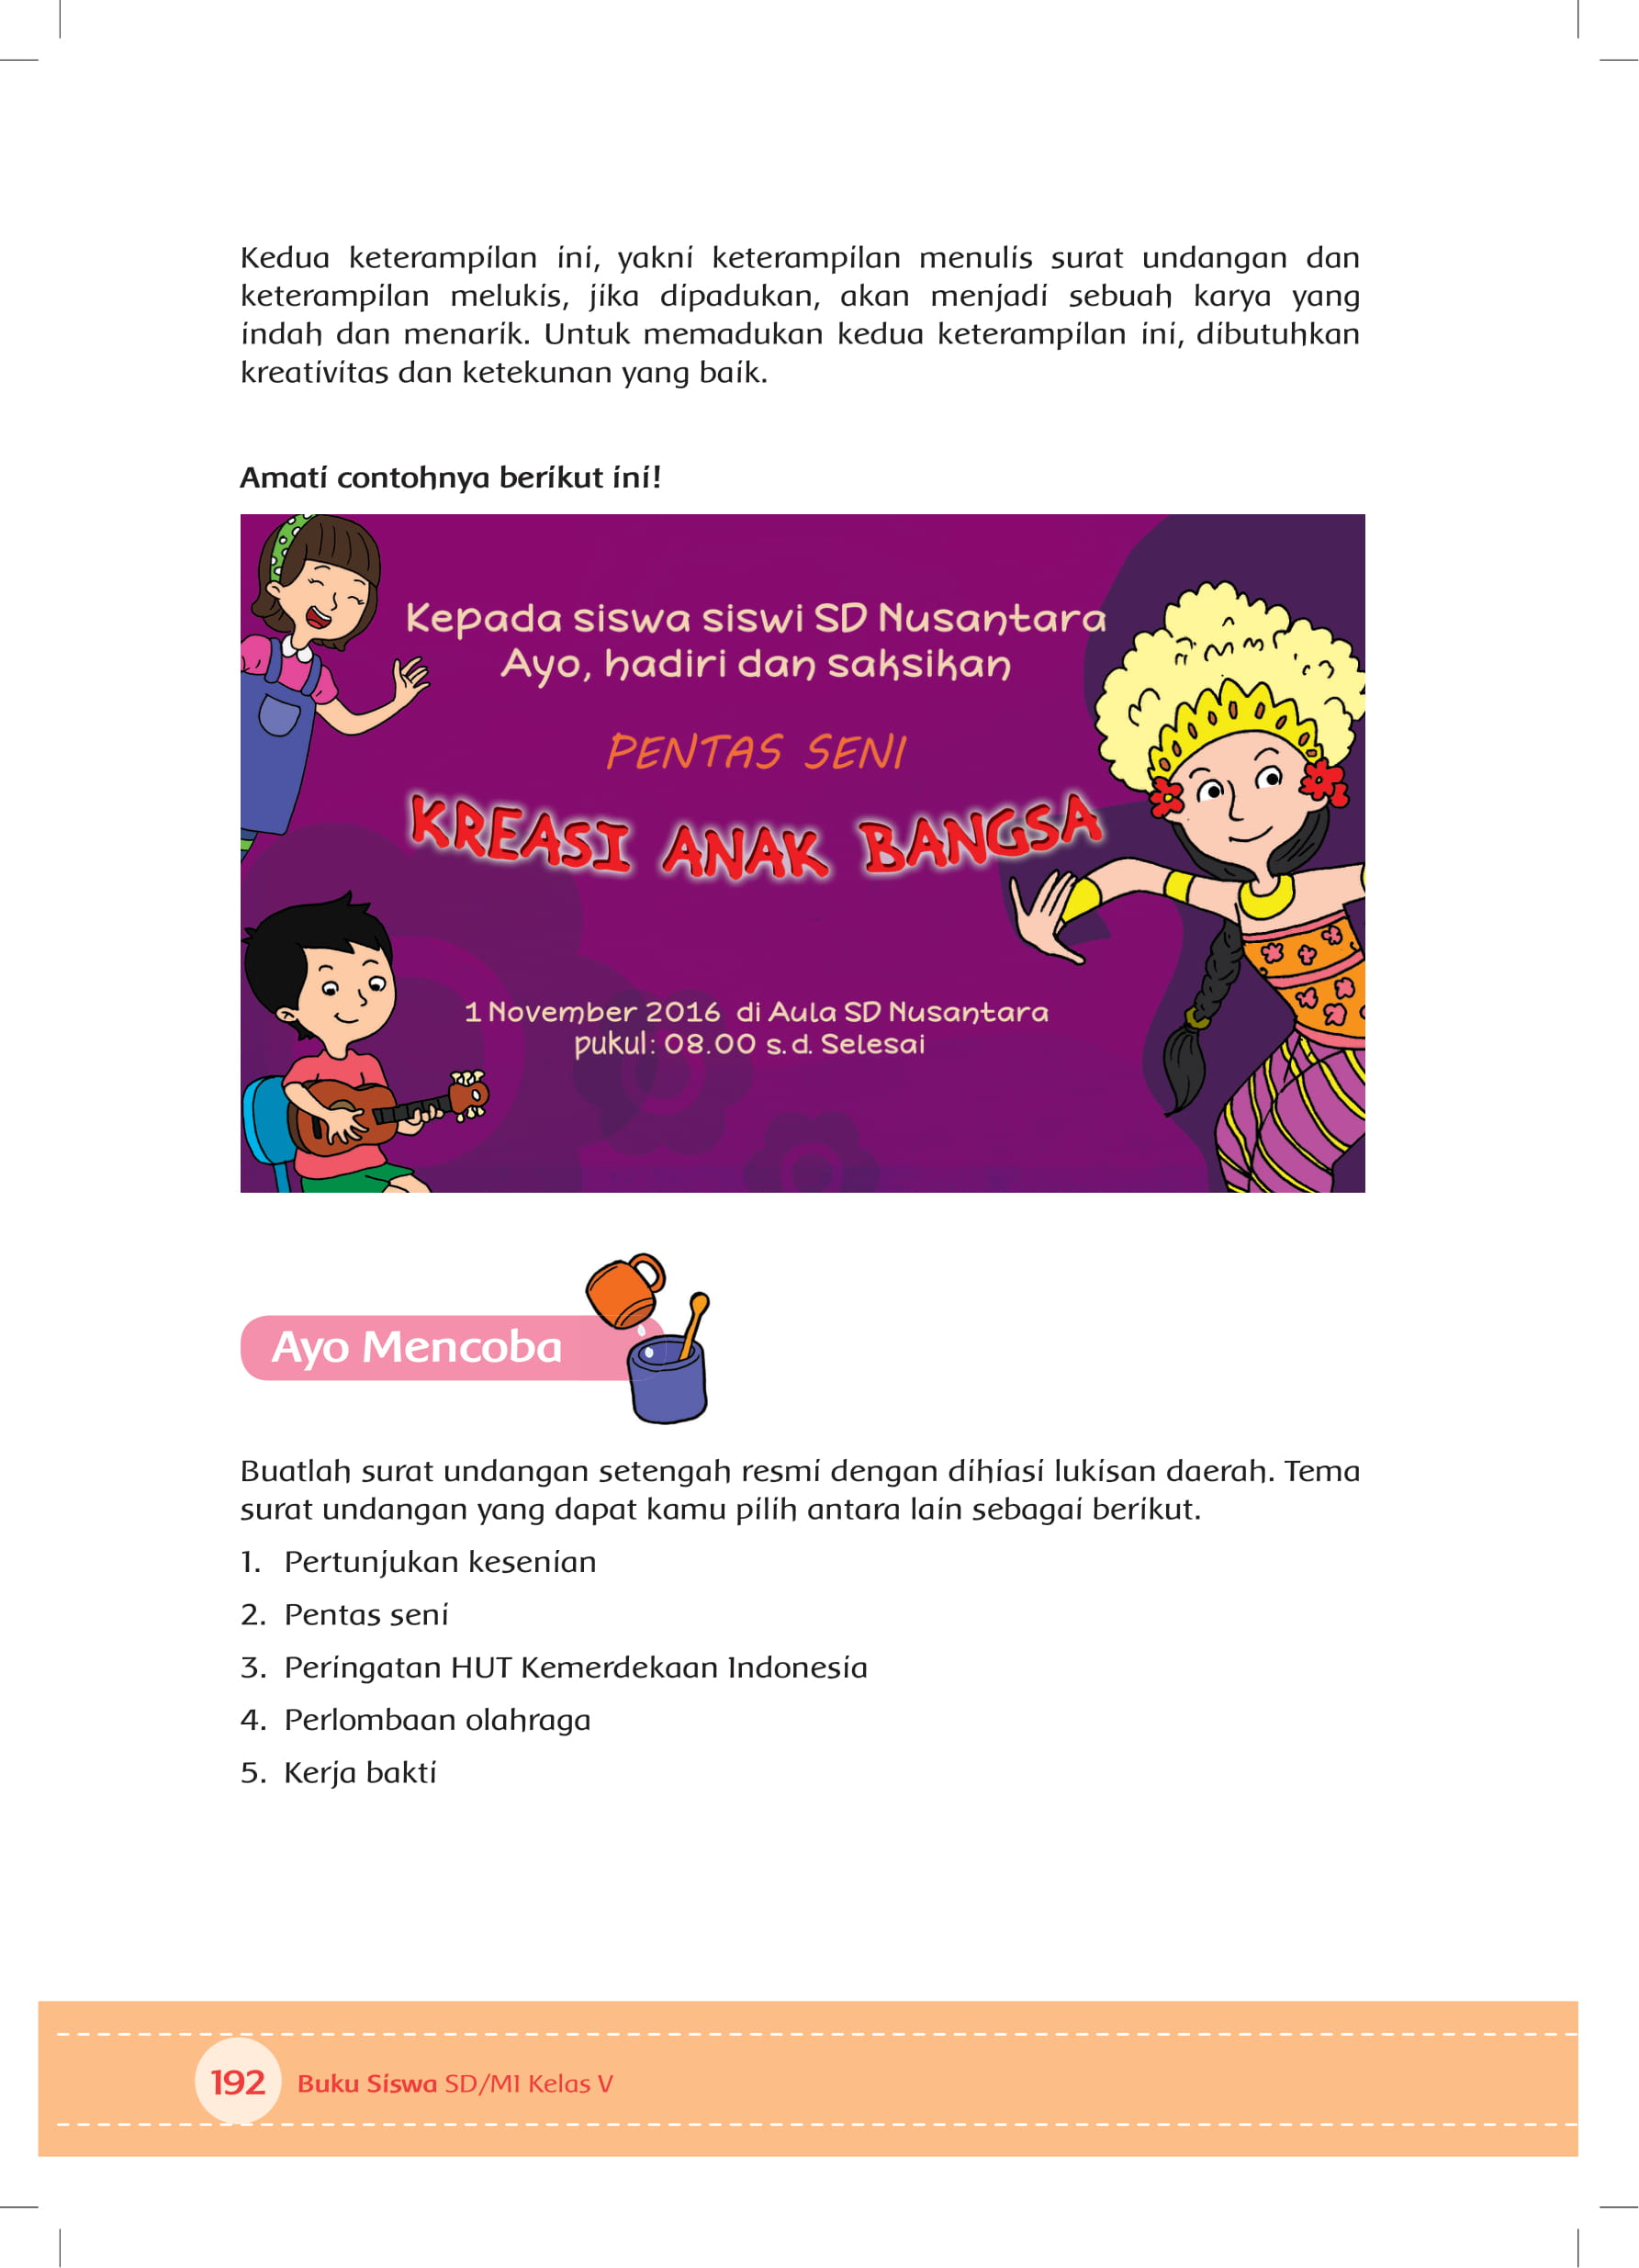 Kedua keterampilan ini, yakni keterampilan menulis surat undangan dan
keterampilan melukis, jika dipadukan, akan menjadi sebuah karya yang
indah dan menarik. Untuk memadukan kedua keterampilan ini, dibutuhkan
kreativitas dan ketekunan yang baik.
Amati contohnya berikut ini!
Kepada siswa siswi SD Nusantara
Ayo, hadiri dan saksikan
PENTAS SENI
KREASI ANAK BANGSA
1 November 2016 di Aula SD Nusantara
pukul: 08.00 s.d. Selesai
Ayo Mencoba
Buatlah surat undangan setengah resmi dengan dihiasi lukisan daerah. Tema
surat undangan yang dapat kamu pilih antara lain sebagai berikut.
1. Pertunjukan kesenian
2. Pentas seni
3. Peringatan HUT Kemerdekaan Indonesia
4. Perlombaan olahraga
5. Kerja bakti
192 Buku Siswa SD/MI Kelas V